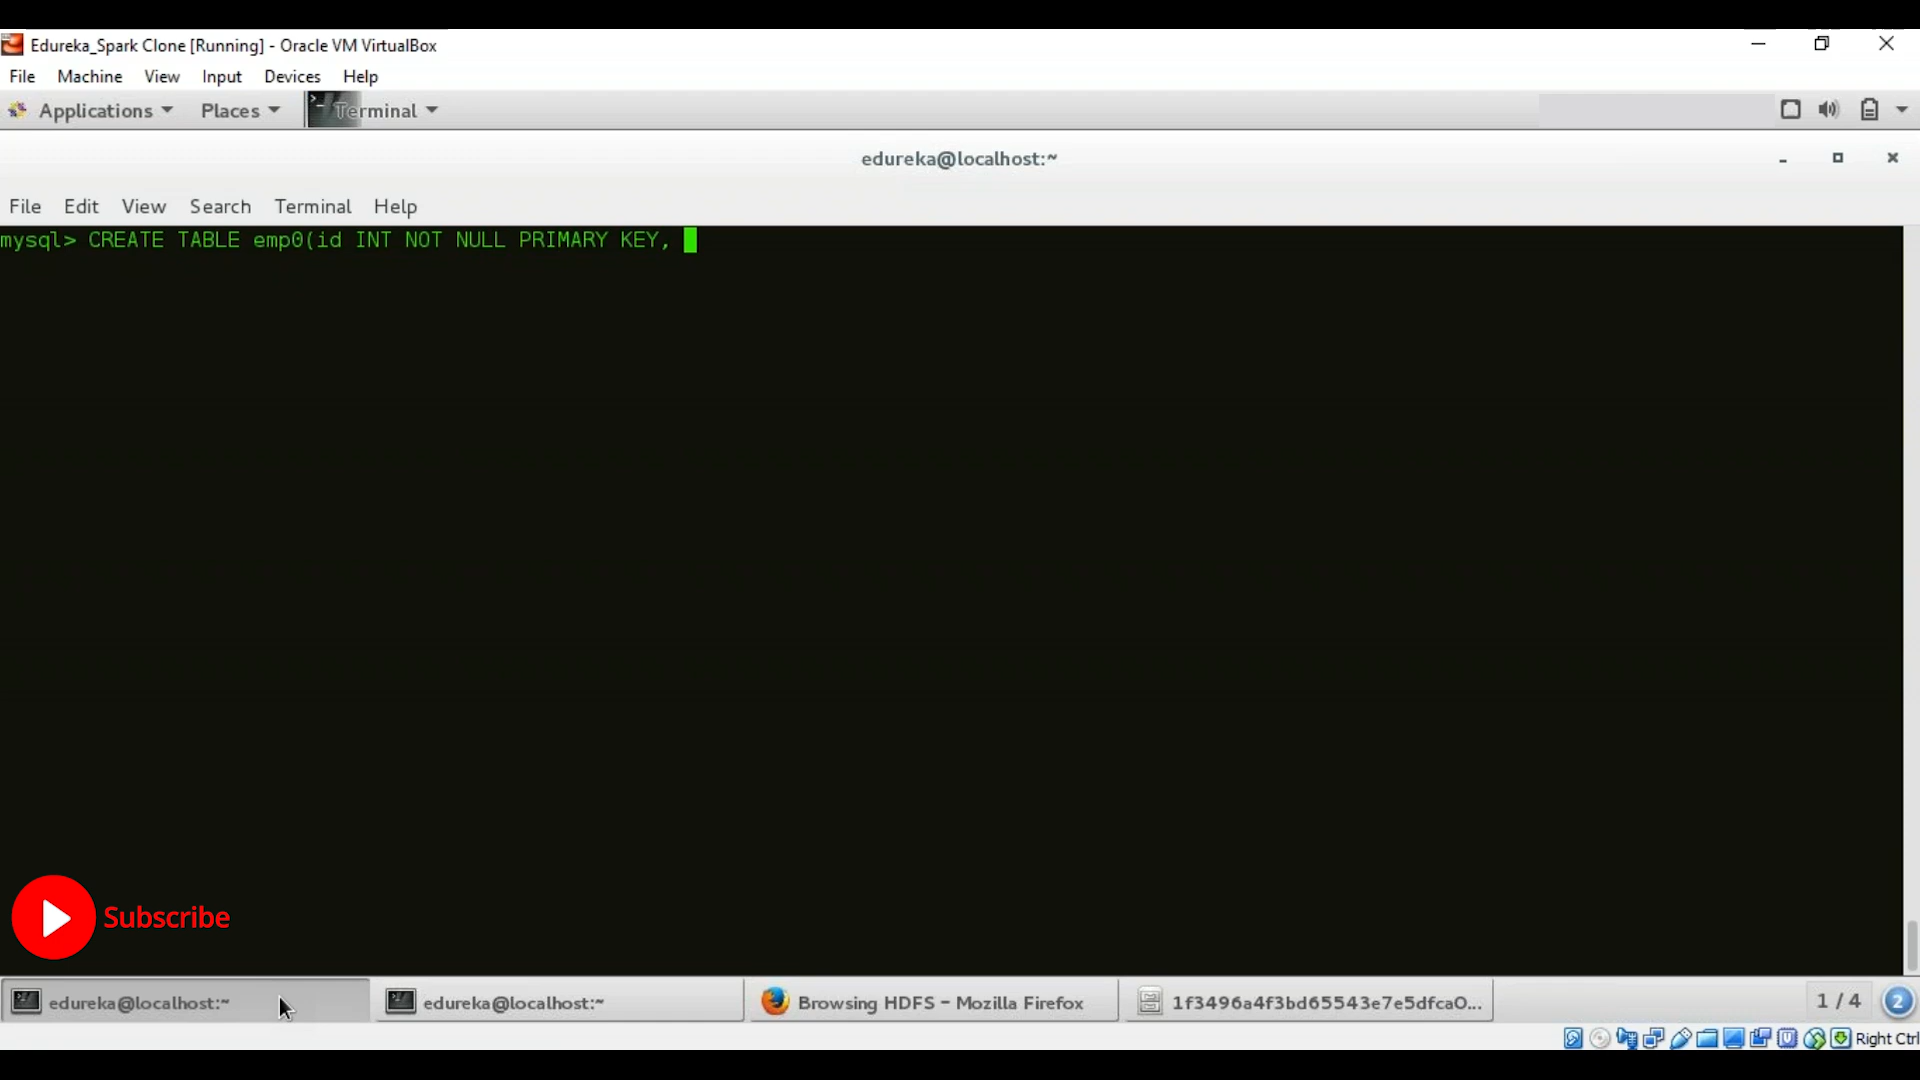 Edureka_Spark Clone [Running] - Oracle VM VirtualBox
File Machine View Input Devices Help
Applications Places Terminal
edureka@localhost:~
File Edit View Search Terminal Help
mysql> CREATE TABLE emp0(id INT NOT NULL PRIMARY KEY,
Subscribe
edureka@localhost:~ edureka@localhost:~ Browsing HDFS - Mozilla Firefox 1f3496a4f3bd65543e7e5dfcaO... 1 / 4 2
Right Ctrl